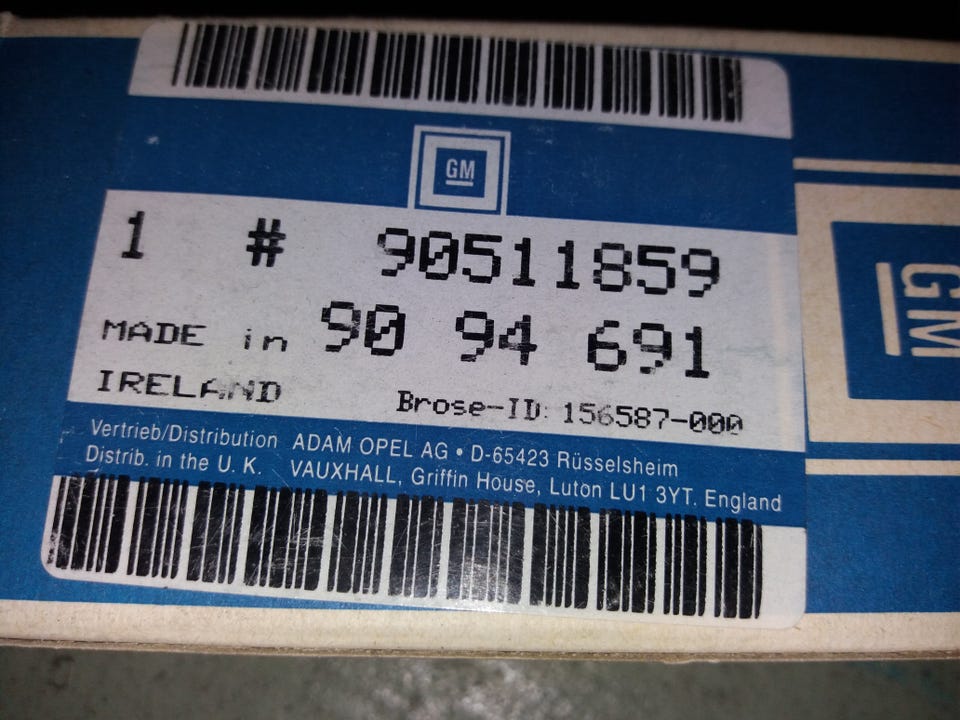 GM
1 # 90511859
MADE in 90 94 691
IRELAND Brose-ID: 156587-000
Vertrieb/Distribution ADAM OPEL AG • D-65423 Rüsselsheim
Distrib. in the U. K. VAUXHALL, Griffin House, Luton LU1 3YT. England
GM